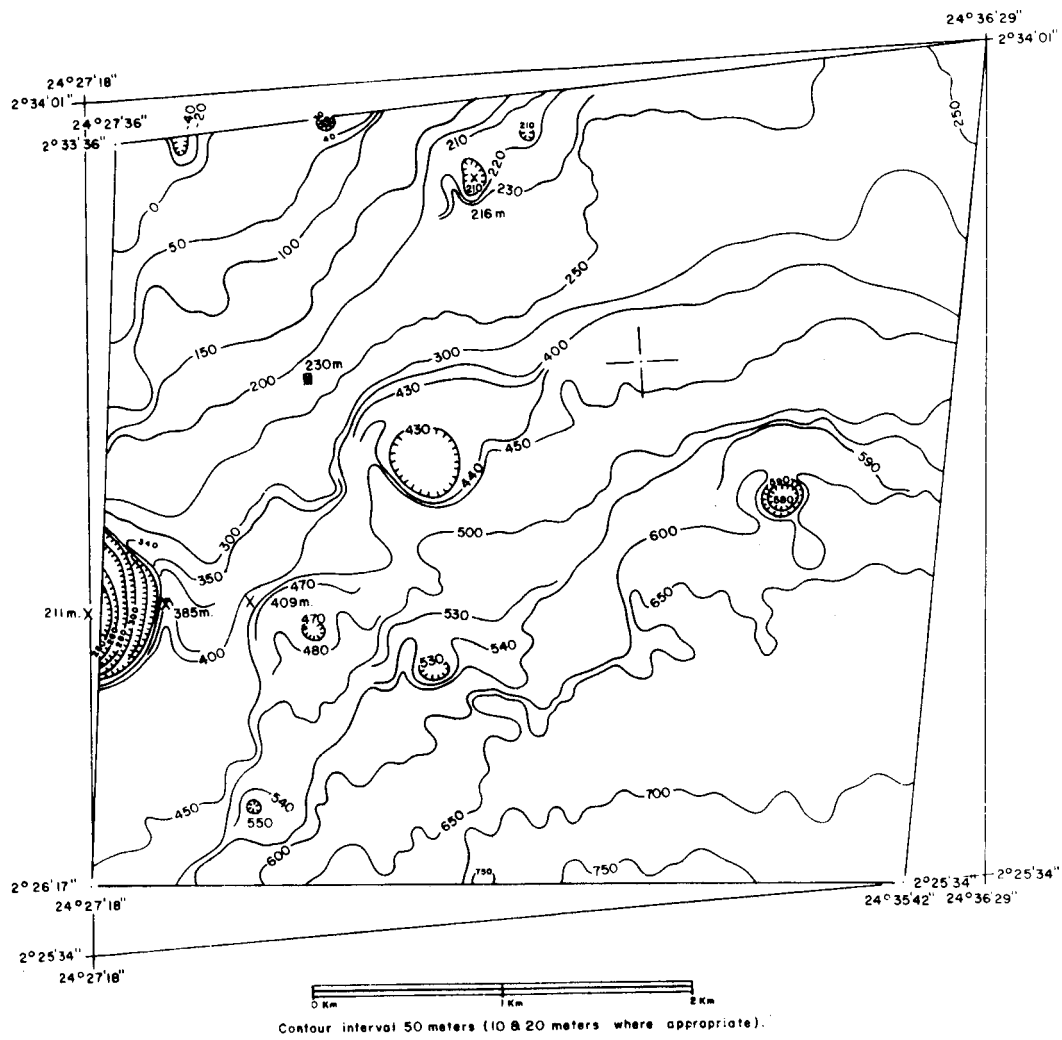 24° 36' 29"
2° 34' 01"
24° 27' 18"
2° 34' 01"
24° 27' 36"
2° 33' 36"
-40
-20
40
210
210
220
210
230
216 m
250
0
50
100
250
150
200
230m
300
400
430
430
450
440
590
590
580
500
600
300
340
350
470
650
211 m. X
385m.
409m.
530
470
480
400
540
530
450
540
550
700
650
600
750
750
2° 26' 17"
24° 27' 18"
2° 25' 34"
2° 25' 34"
24° 35' 42" 24° 36' 29"
2° 25' 34"
24° 27' 18"
0 Km 1 Km 2 Km
Contour interval 50 meters (10 & 20 meters where appropriate).